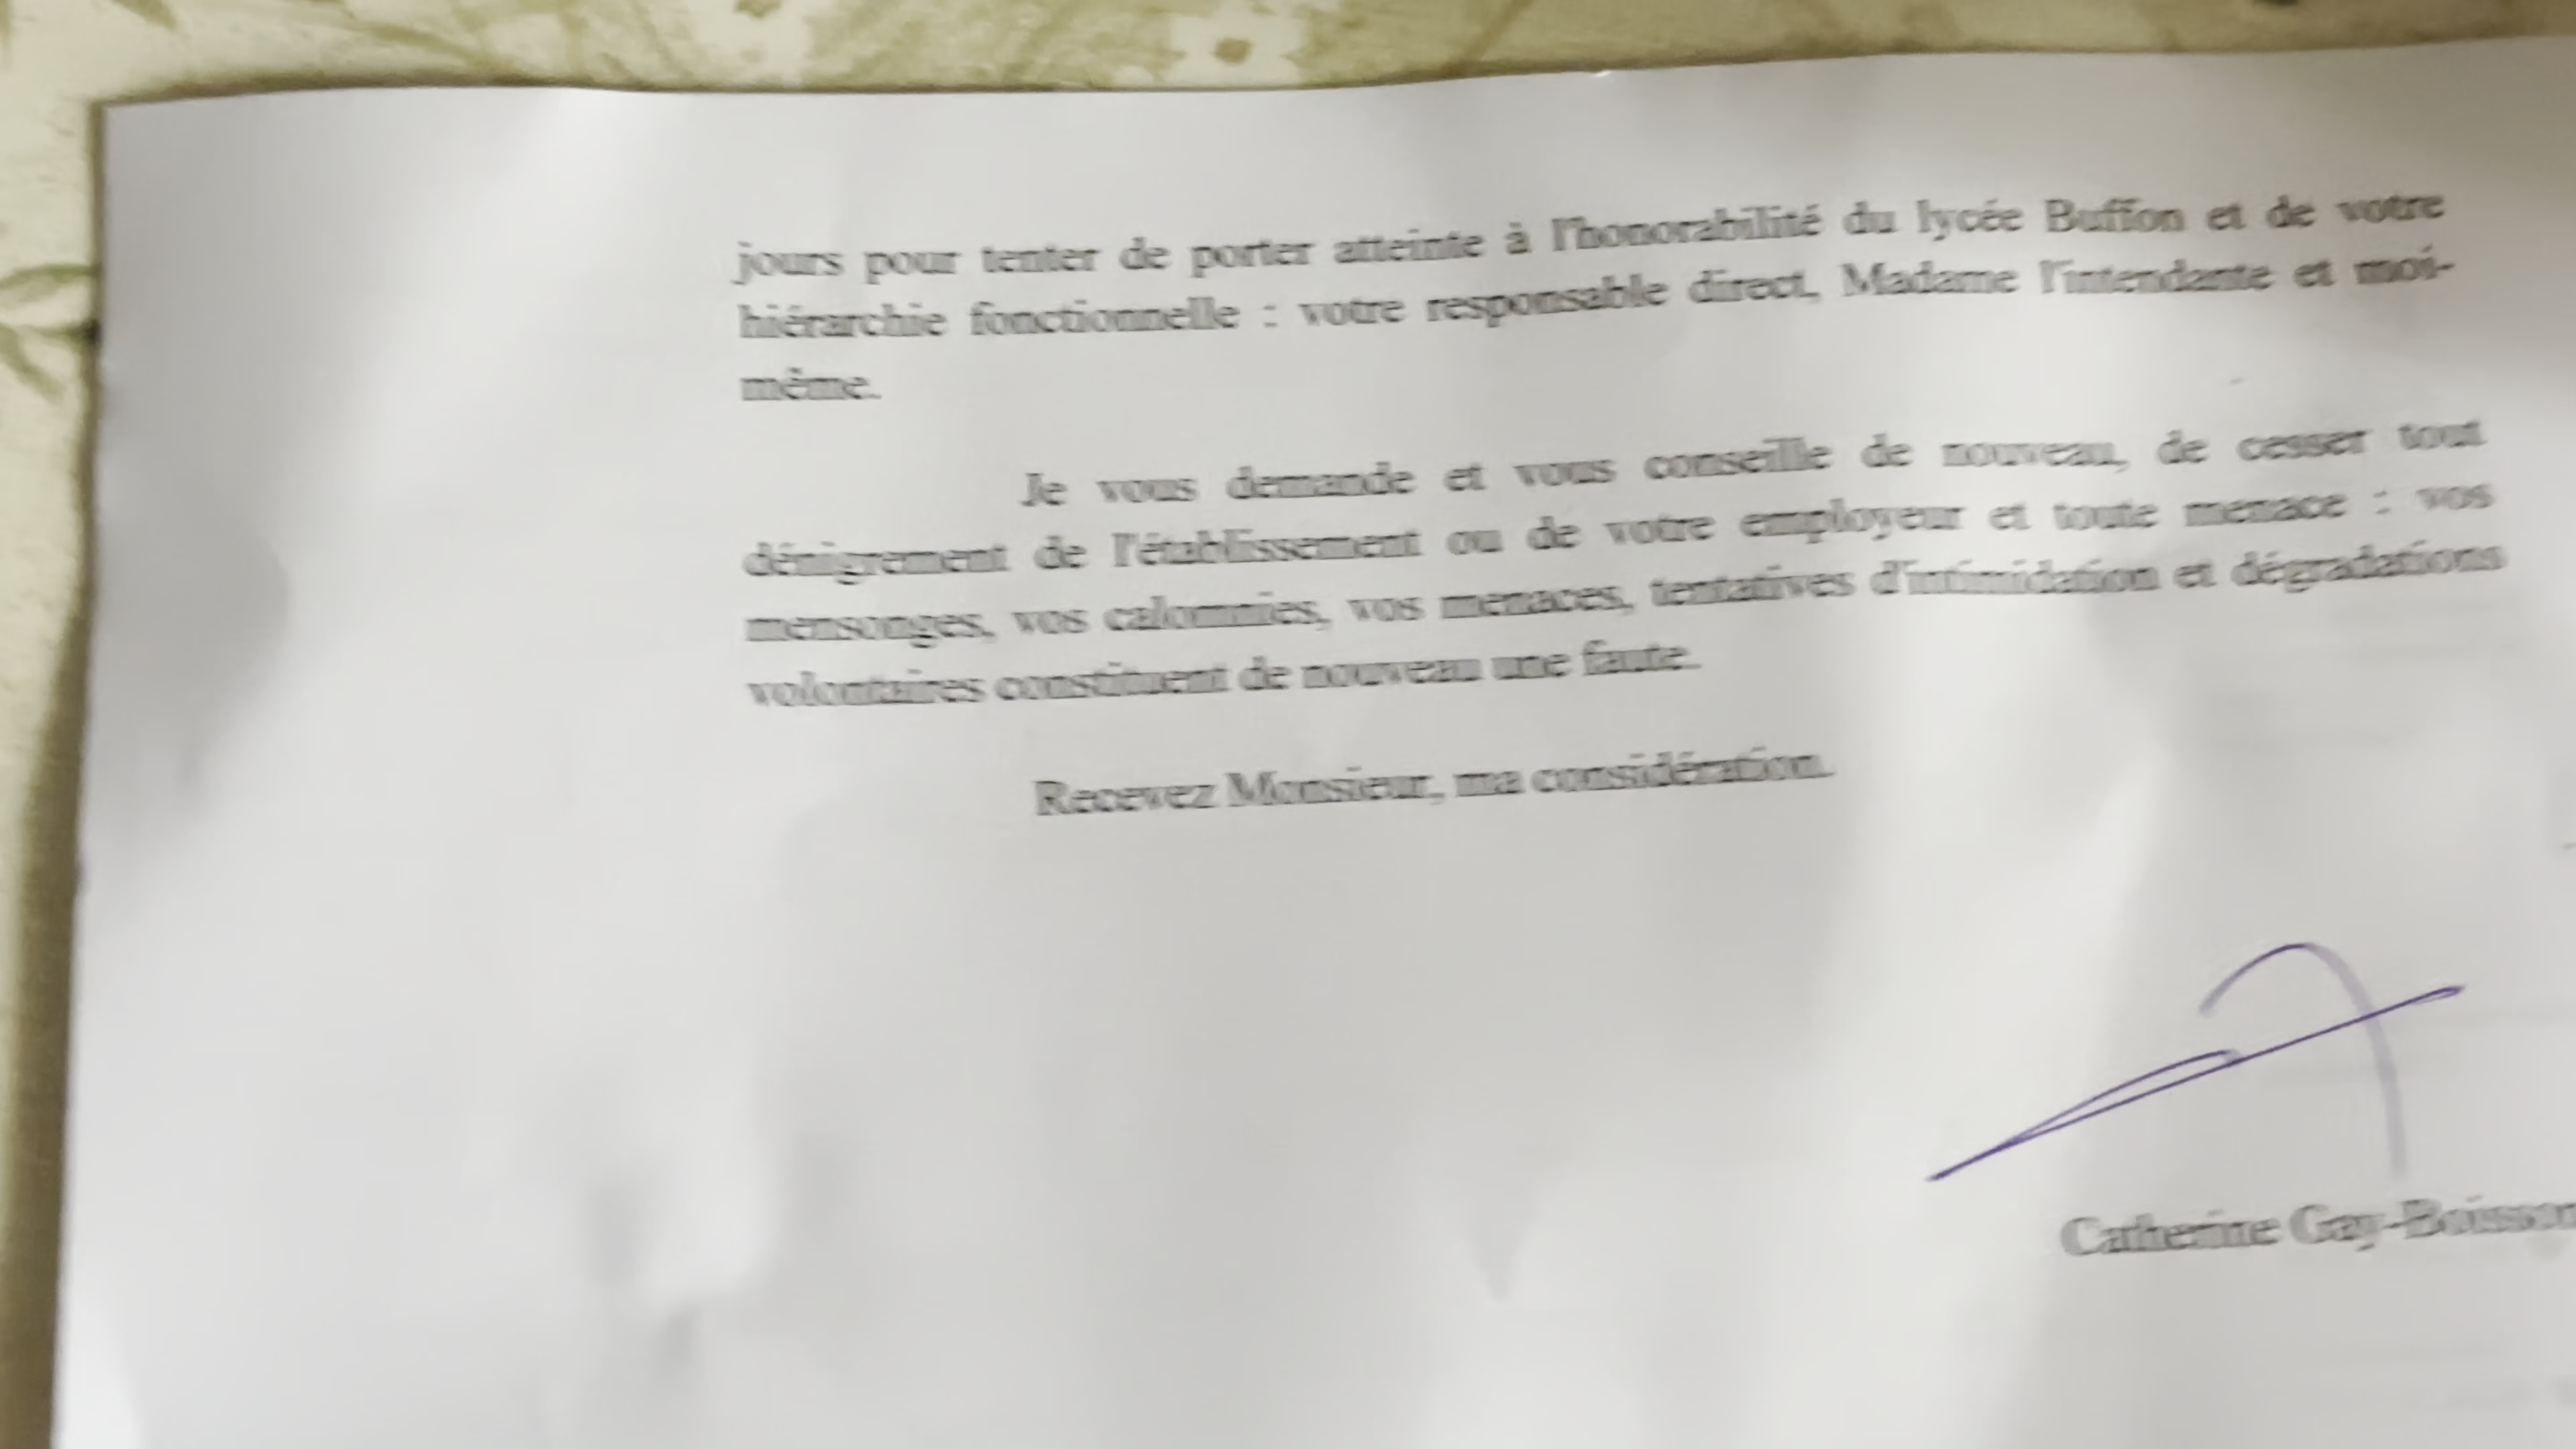 jours pour tenter de porter atteinte à l'honorabilité du lycée Buffon et de votre
hiérarchie fonctionnelle : votre responsable direct, Madame l'intendante et moi-
même.
Je vous demande et vous conseille de nouveau, de cesser tout
dénigrement de l'établissement ou de votre employeur et toute menace : vos
mensonges, vos calomnies, vos menaces, tentatives d'intimidation et dégradations
volontaires constituent de nouveau une faute.
Recevez Monsieur, ma considération.
Catherine Gay-Boisson